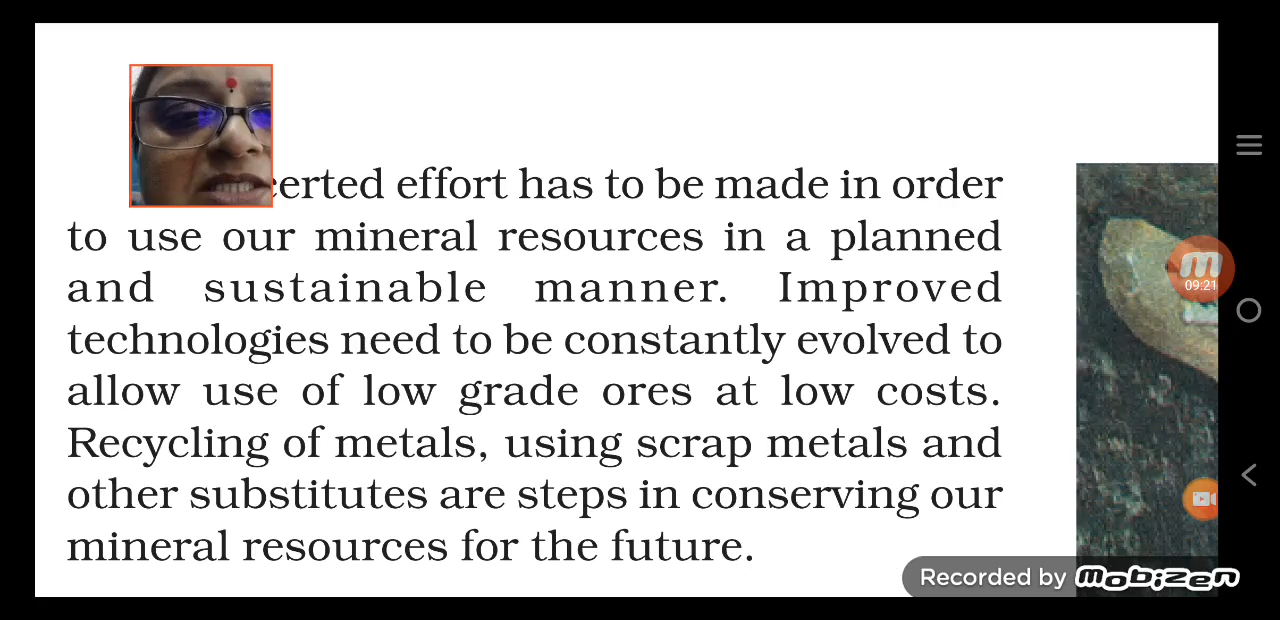 certed effort has to be made in order
to use our mineral resources in a planned
and sustainable manner. Improved
technologies need to be constantly evolved to
allow use of low grade ores at low costs.
Recycling of metals, using scrap metals and
other substitutes are steps in conserving our
mineral resources for the future.
09:21
Recorded by Mobizen